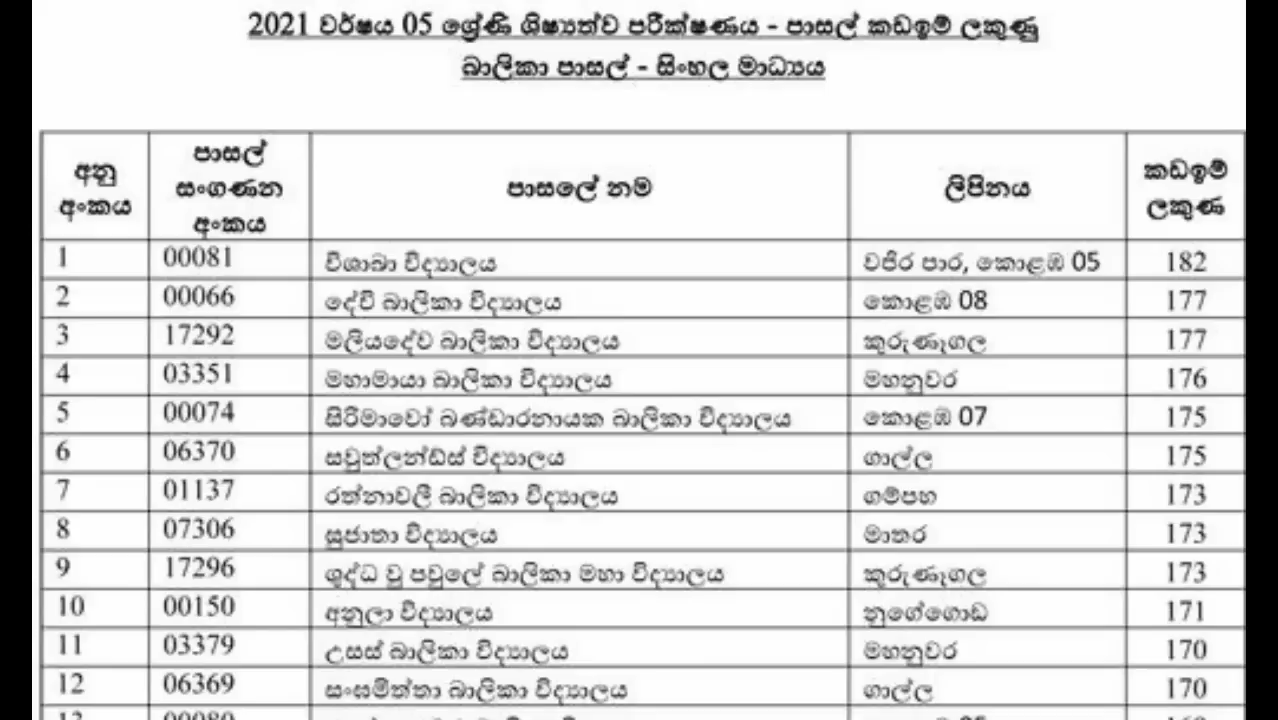 2021 වර්ෂය 05 ශ්‍රේණි ශිෂ්‍යත්ව පරීක්ෂණය - පාසල් කඩඉම් ලකුණු
බාලිකා පාසල් - සිංහල මාධ්‍යය
අනු අංකය පාසල් සංගණන අංකය පාසලේ නම ලිපිනය කඩඉම් ලකුණ
1 00081 විශාඛා විද්‍යාලය වජිර පාර, කොළඹ 05 182
2 00066 දේවි බාලිකා විද්‍යාලය කොළඹ 08 177
3 17292 මලියදේව බාලිකා විද්‍යාලය කුරුණෑගල 177
4 03351 මහාමායා බාලිකා විද්‍යාලය මහනුවර 176
5 00074 සිරිමාවෝ බණ්ඩාරනායක බාලිකා විද්‍යාලය කොළඹ 07 175
6 06370 සවුත්ලන්ඩ්ස් විද්‍යාලය ගාල්ල 175
7 01137 රත්නාවලී බාලිකා විද්‍යාලය ගම්පහ 173
8 07306 සුජාතා විද්‍යාලය මාතර 173
9 17296 ශුද්ධ වු පවුලේ බාලිකා මහා විද්‍යාලය කුරුණෑගල 173
10 00150 අනුලා විද්‍යාලය නුගේගොඩ 171
11 03379 උසස් බාලිකා විද්‍යාලය මහනුවර 170
12 06369 සංඝමිත්තා බාලිකා විද්‍යාලය ගාල්ල 170